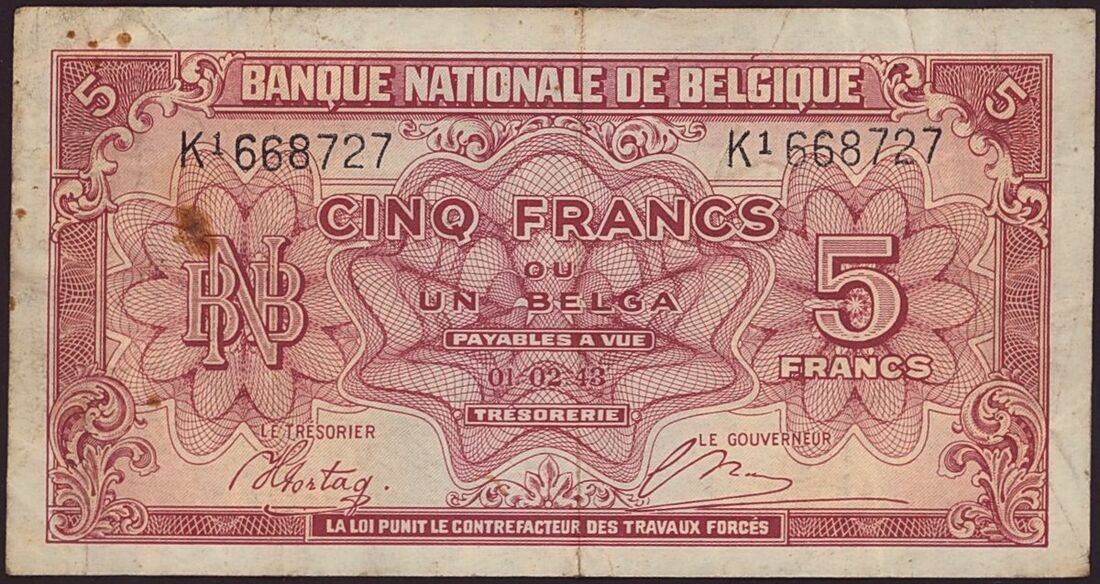 5 BANQUE NATIONALE DE BELGIQUE 5
K1 668727 K1 668727
CINQ FRANCS
OU
UN BELGA
BNB
5
FRANCS
PAYABLES A VUE
01-02-43
TRÉSORERIE
LE TRÉSORIER LE GOUVERNEUR
LA LOI PUNIT LE CONTREFACTEUR DES TRAVAUX FORCÉS